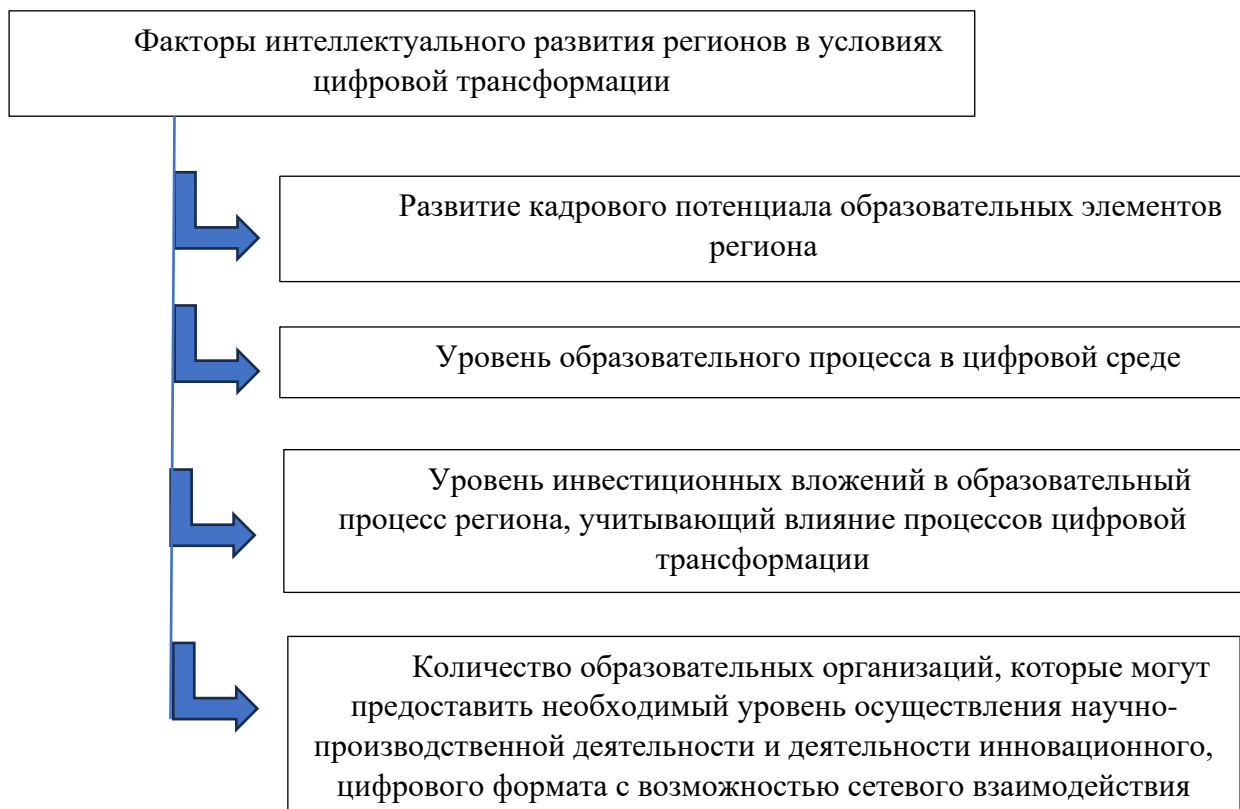 Факторы интеллектуального развития регионов в условиях
цифровой трансформации
Развитие кадрового потенциала образовательных элементов
региона
Уровень образовательного процесса в цифровой среде
Уровень инвестиционных вложений в образовательный
процесс региона, учитывающий влияние процессов цифровой
трансформации
Количество образовательных организаций, которые могут
предоставить необходимый уровень осуществления научно-
производственной деятельности и деятельности инновационного,
цифрового формата с возможностью сетевого взаимодействия